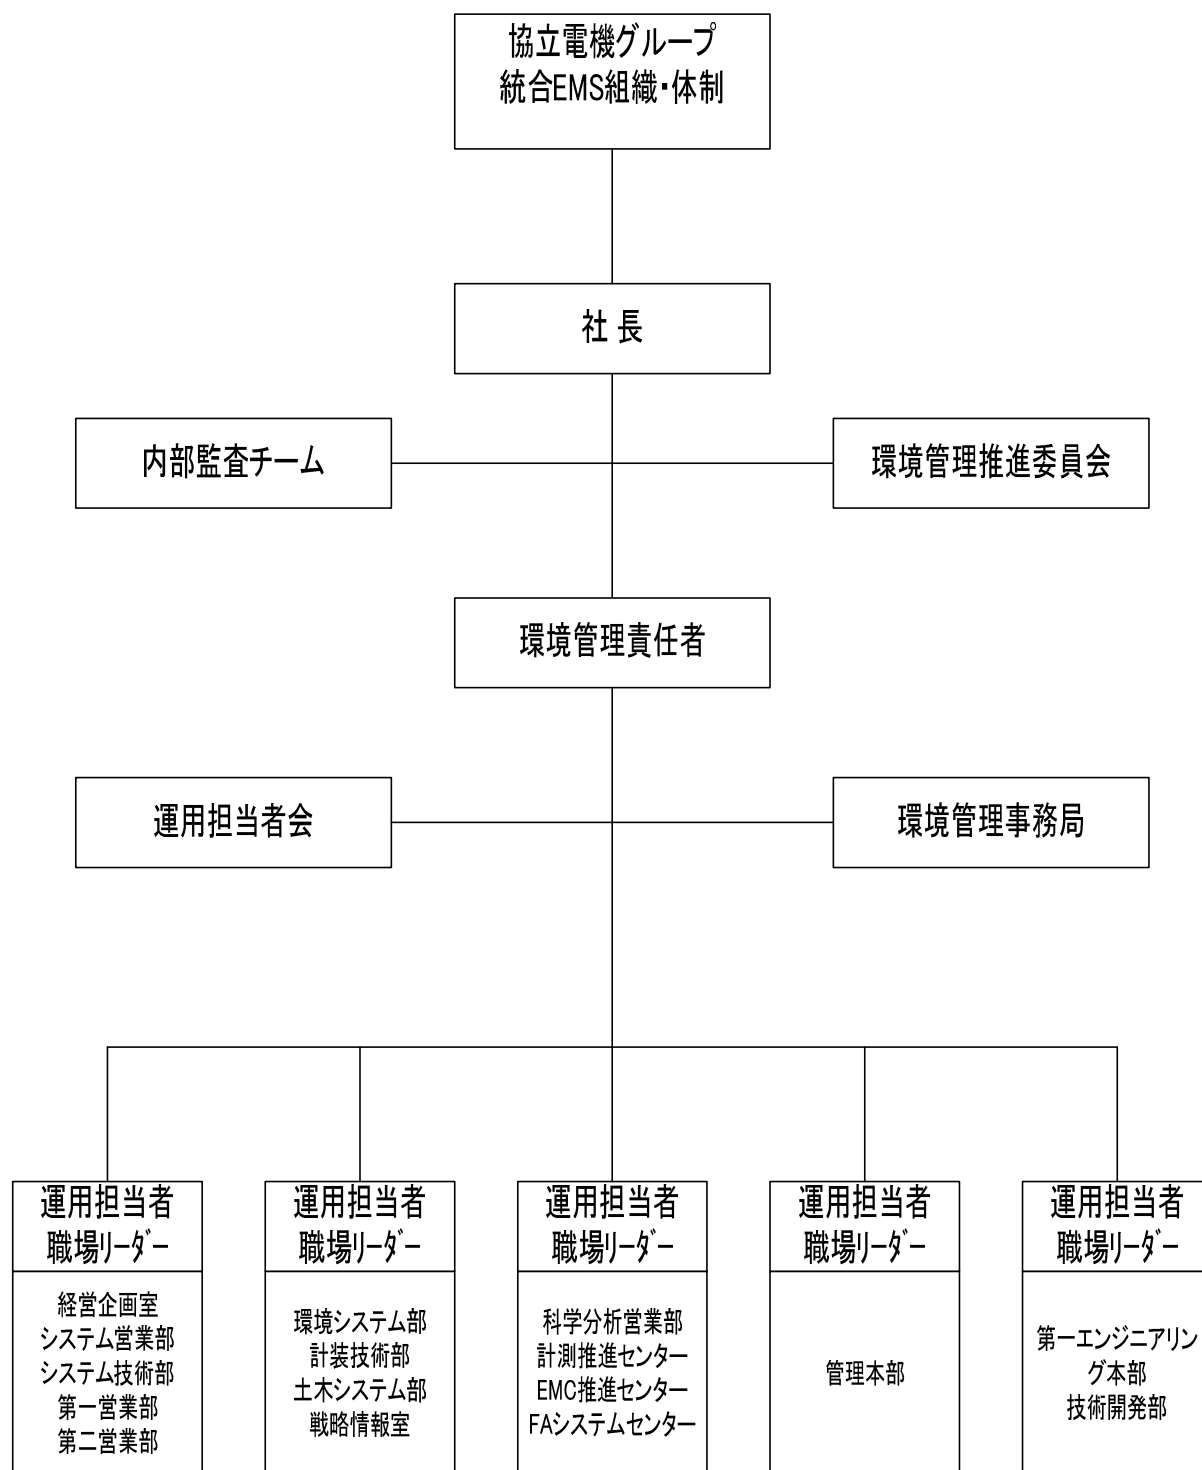 協立電機グループ
統合EMS組織・体制
社 長
内部監査チーム
環境管理推進委員会
環境管理責任者
運用担当者会
環境管理事務局
運用担当者
職場リーダー
経営企画室
システム営業部
システム技術部
第一営業部
第二営業部
運用担当者
職場リーダー
環境システム部
計装技術部
土木システム部
戦略情報室
運用担当者
職場リーダー
科学分析営業部
計測推進センター
EMC推進センター
FAシステムセンター
運用担当者
職場リーダー
管理本部
運用担当者
職場リーダー
第一エンジニアリン
グ本部
技術開発部